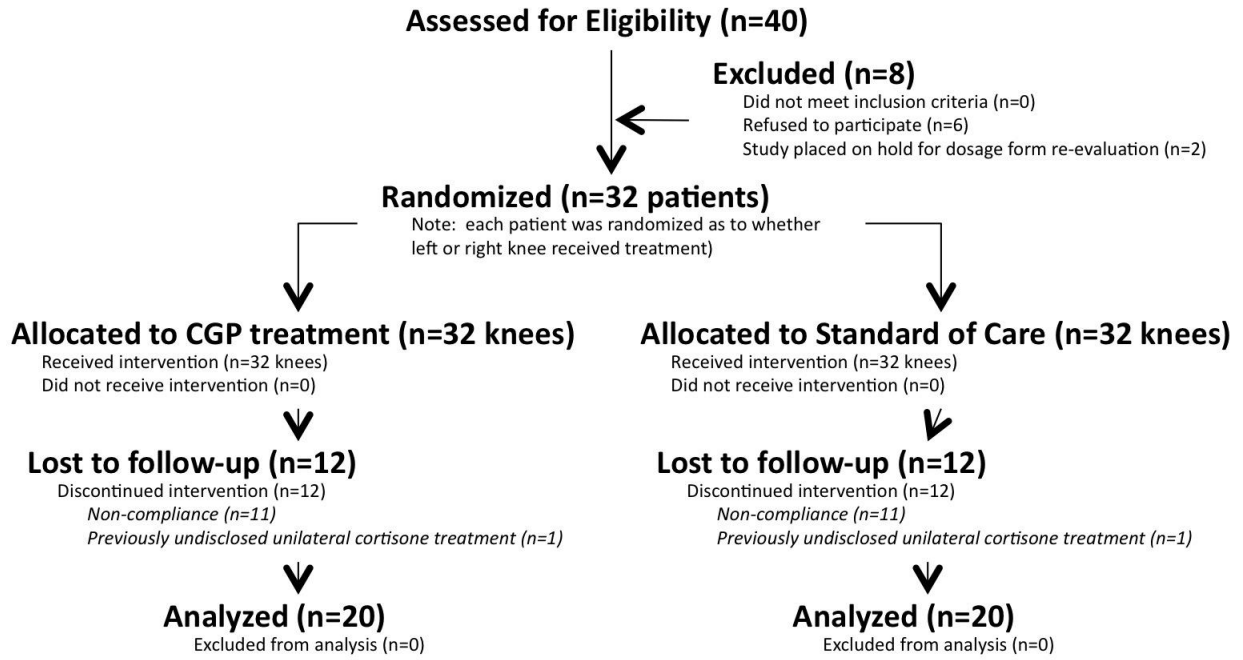 Assessed for Eligibility (n=40)
Excluded (n=8)
Did not meet inclusion criteria (n=0)
Refused to participate (n=6)
Study placed on hold for dosage form re-evaluation (n=2)
Randomized (n=32 patients)
Note:  each patient was randomized as to whether
left or right knee received treatment)
Allocated to CGP treatment (n=32 knees)
Received intervention (n=32 knees)
Did not receive intervention (n=0)
Lost to follow-up (n=12)
Discontinued intervention (n=12)
Non-compliance (n=11)
Previously undisclosed unilateral cortisone treatment (n=1)
Analyzed (n=20)
Excluded from analysis (n=0)
Allocated to Standard of Care (n=32 knees)
Received intervention (n=32 knees)
Did not receive intervention (n=0)
Lost to follow-up (n=12)
Discontinued intervention (n=12)
Non-compliance (n=11)
Previously undisclosed unilateral cortisone treatment (n=1)
Analyzed (n=20)
Excluded from analysis (n=0)